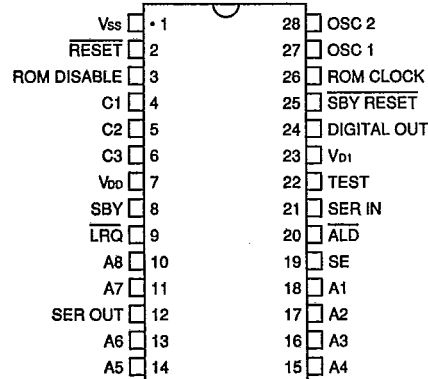 Vss • 1 28 OSC 2
RESET 2 27 OSC 1
ROM DISABLE 3 26 ROM CLOCK
C1 4 25 SBY RESET
C2 5 24 DIGITAL OUT
C3 6 23 VD1
VDD 7 22 TEST
SBY 8 21 SER IN
LRQ 9 20 ALD
A8 10 19 SE
A7 11 18 A1
SER OUT 12 17 A2
A6 13 16 A3
A5 14 15 A4